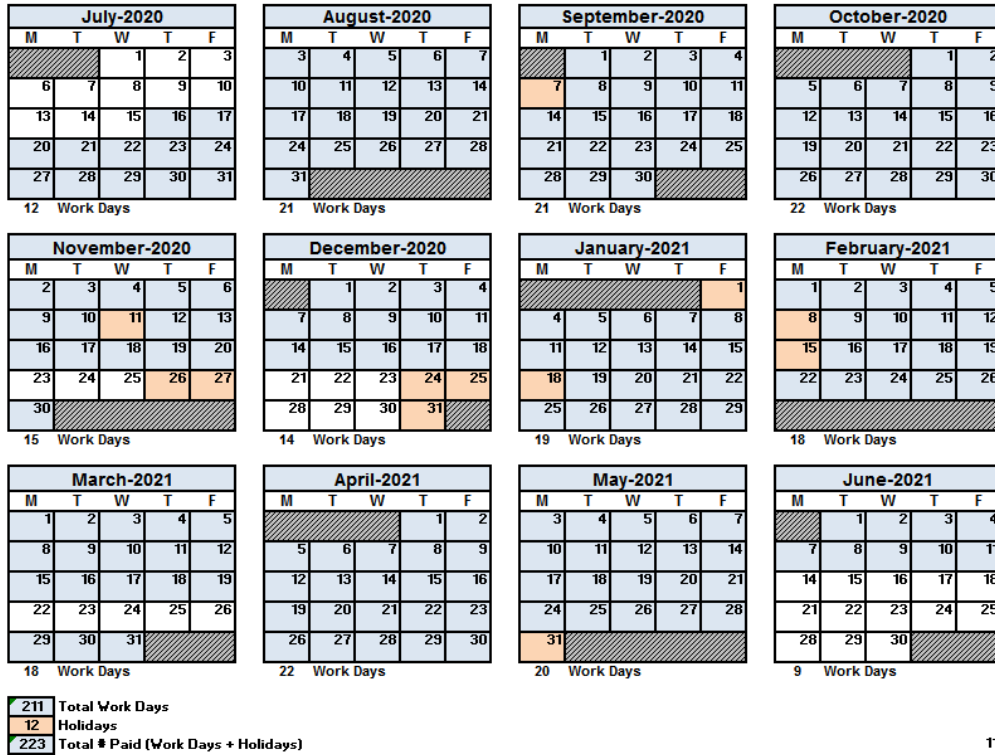 July-2020 August-2020 September-2020 October-2020
M T W T F M T W T F M T W T F M T W T F
1 2 3 3 4 5 6 7 1 2 3 4 1 2
6 7 8 9 10 10 11 12 13 14 7 8 9 10 11 5 6 7 8 9
13 14 15 16 17 17 18 19 20 21 14 15 16 17 18 12 13 14 15 16
20 21 22 23 24 24 25 26 27 28 21 22 23 24 25 19 20 21 22 23
27 28 29 30 31 31 28 29 30 26 27 28 29 30
12 Work Days 21 Work Days 21 Work Days 22 Work Days
November-2020 December-2020 January-2021 February-2021
M T W T F M T W T F M T W T F M T W T F
2 3 4 5 6 1 2 3 4 1 1 2 3 4 5
9 10 11 12 13 7 8 9 10 11 4 5 6 7 8 8 9 10 11 12
16 17 18 19 20 14 15 16 17 18 11 12 13 14 15 15 16 17 18 19
23 24 25 26 27 21 22 23 24 25 18 19 20 21 22 22 23 24 25 26
30 28 29 30 31 25 26 27 28 29
15 Work Days 14 Work Days 19 Work Days 18 Work Days
March-2021 April-2021 May-2021 June-2021
M T W T F M T W T F M T W T F M T W T F
1 2 3 4 5 1 2 3 4 5 6 7 1 2 3 4
8 9 10 11 12 5 6 7 8 9 10 11 12 13 14 7 8 9 10 11
15 16 17 18 19 12 13 14 15 16 17 18 19 20 21 14 15 16 17 18
22 23 24 25 26 19 20 21 22 23 24 25 26 27 28 21 22 23 24 25
29 30 31 26 27 28 29 30 31 28 29 30
18 Work Days 22 Work Days 20 Work Days 9 Work Days
211 Total Work Days
12 Holidays
223 Total # Paid (Work Days + Holidays)